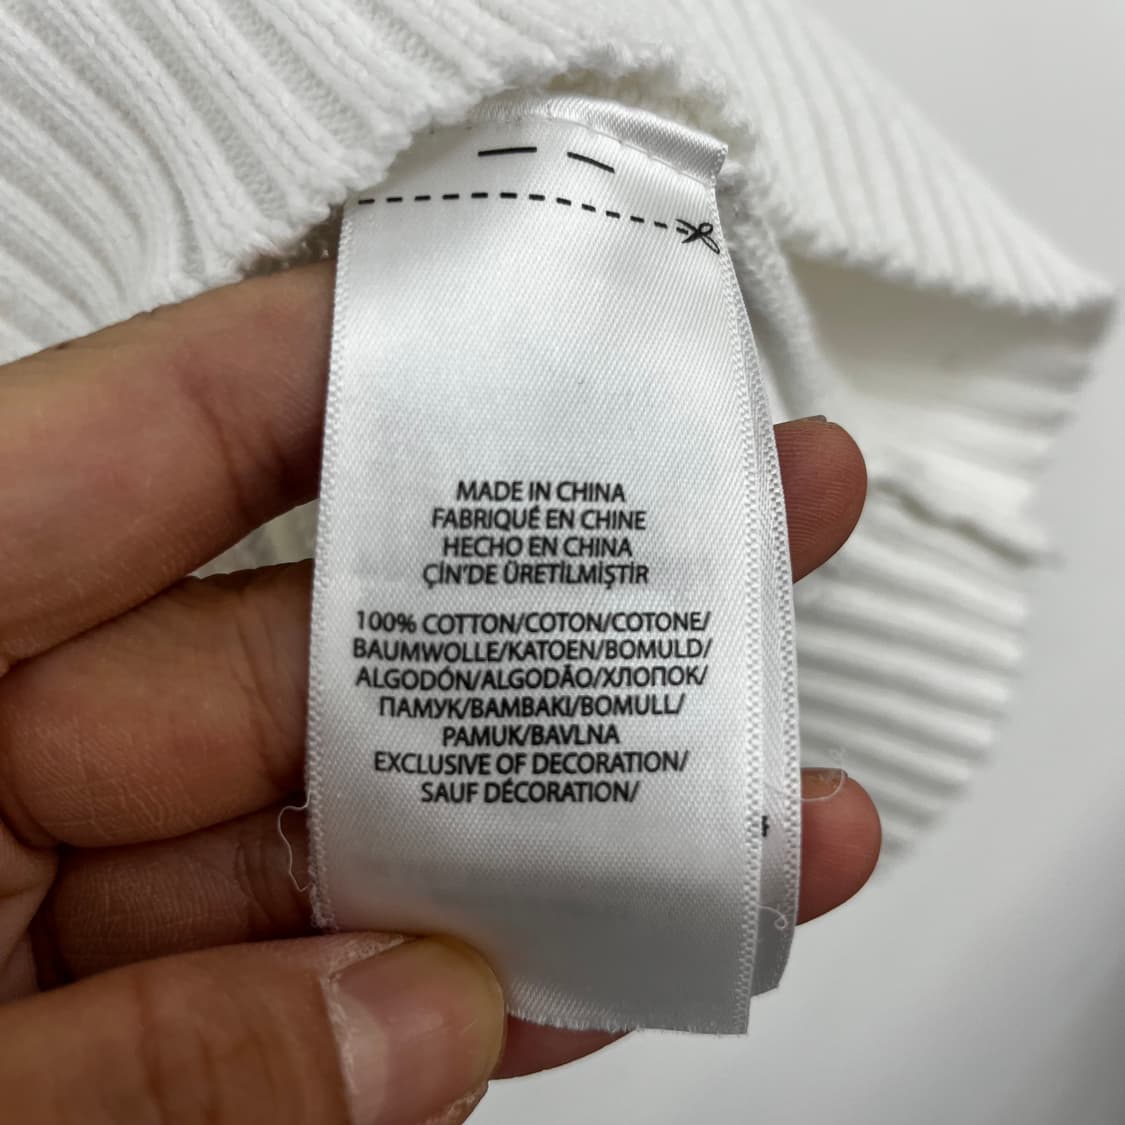 MADE IN CHINA
FABRIQUÉ EN CHINE
HECHO EN CHINA
ÇİN'DE ÜRETİLMİŞTİR
100% COTTON/COTON/COTONE/
BAUMWOLLE/KATOEN/BOMULD/
ALGODÓN/ALGODÃO/ХЛОПОК/
ПАМУК/BAMBAKI/BOMULL/
PAMUK/BAVLNA
EXCLUSIVE OF DECORATION/
SAUF DÉCORATION/